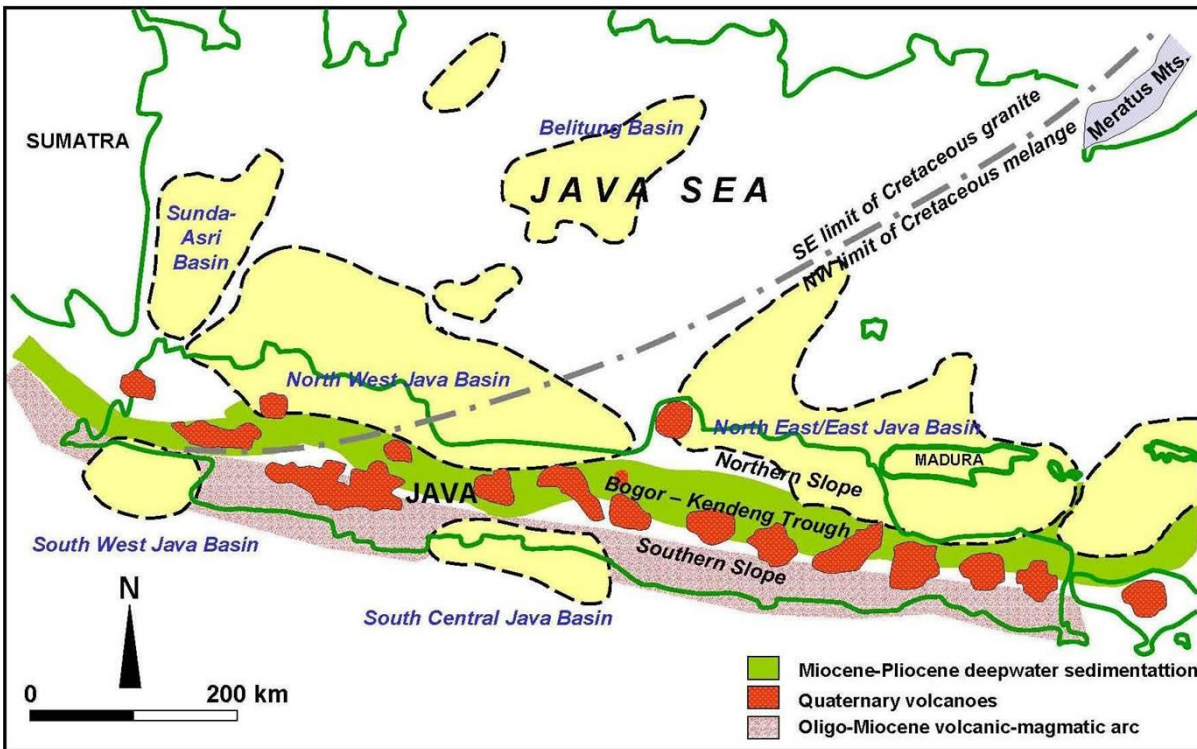 SUMATRA
Belitung Basin
JAVA SEA
Meratus Mts.
SE limit of Cretaceous granite
NW limit of Cretaceous melange
Sunda-
Asri
Basin
North West Java Basin
North East/East Java Basin
MADURA
Northern Slope
JAVA
Bogor – Kendeng Trough
Southern Slope
South West Java Basin
South Central Java Basin
N
0 200 km
Miocene-Pliocene deepwater sedimentattion
Quaternary volcanoes
Oligo-Miocene volcanic-magmatic arc